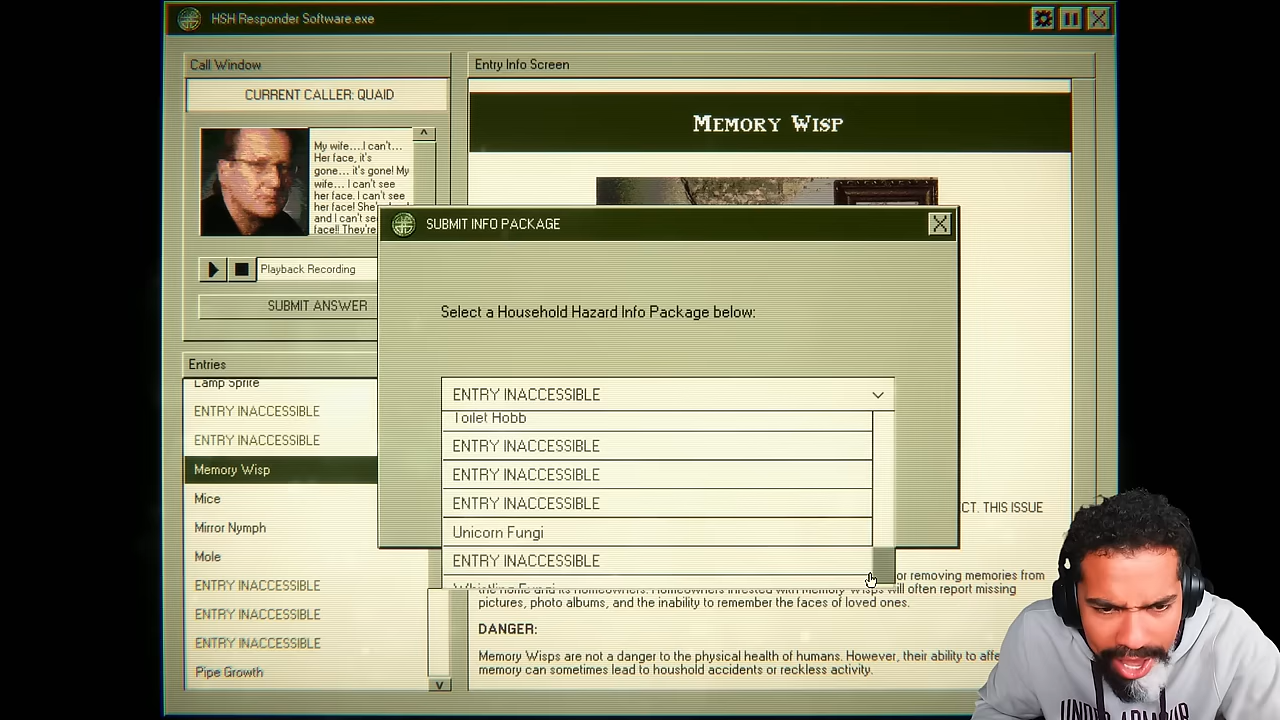 HSH Responder Software.exe
Call Window
CURRENT CALLER: QUAID
My wife....I can't...
Her face, it's
gone... it's gone! My
wife... I can't see
her face. I can't see
her face! She's
and I can't see
face!! They're
Playback Recording
SUBMIT ANSWER
Entries
Lamp Sprite
ENTRY INACCESSIBLE
ENTRY INACCESSIBLE
Memory Wisp
Mice
Mirror Nymph
Mole
ENTRY INACCESSIBLE
ENTRY INACCESSIBLE
ENTRY INACCESSIBLE
Pipe Growth
Entry Info Screen
MEMORY WISP
SUBMIT INFO PACKAGE
Select a Household Hazard Info Package below:
ENTRY INACCESSIBLE
Toilet Hobb
ENTRY INACCESSIBLE
ENTRY INACCESSIBLE
ENTRY INACCESSIBLE
Unicorn Fungi
ENTRY INACCESSIBLE
Whistling Fungi
CT. THIS ISSUE
or removing memories from
the home and its homeowners. Homeowners infested with Memory Wisps will often report missing
pictures, photo albums, and the inability to remember the faces of loved ones.
DANGER:
Memory Wisps are not a danger to the physical health of humans. However, their ability to affe
memory can sometimes lead to houshold accidents or reckless activity.
UNDER ARMOUR